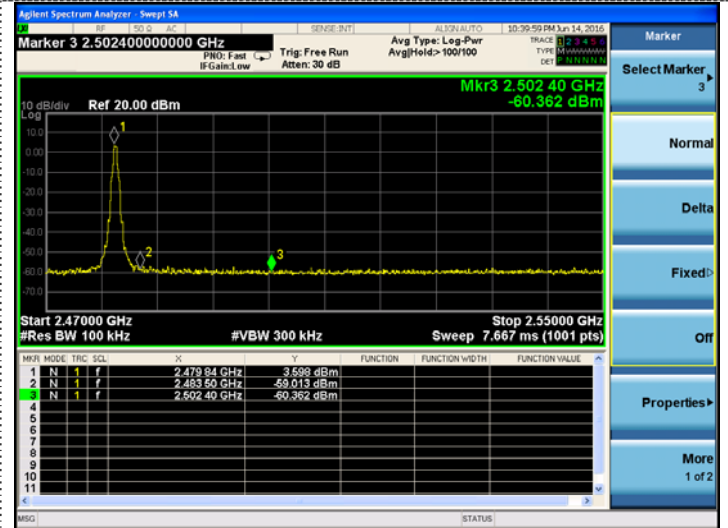 Agilent Spectrum Analyzer - Swept SA
RF 50 Ω AC SENSE:INT ALIGN AUTO 10:39:59 PM Jun 14, 2016
Marker 3 2.502400000000 GHz
PNO: Fast
IFGain:Low
Trig: Free Run
Atten: 30 dB
Avg Type: Log-Pwr
Avg|Hold:>100/100
TRACE 1 2 3 4 5 6
TYPE
DET P N N N N N
Mkr3 2.502 40 GHz
-60.362 dBm
10 dB/div Ref 20.00 dBm
Log
10.0
0.00
-10.0
-20.0
-30.0
-40.0
-50.0
-60.0
-70.0
1
2
3
Start 2.47000 GHz Stop 2.55000 GHz
#Res BW 100 kHz #VBW 300 kHz Sweep 7.667 ms (1001 pts)
MKR MODE TRC SCL X Y FUNCTION FUNCTION WIDTH FUNCTION VALUE
1 N 1 f 2.479 84 GHz 3.598 dBm
2 N 1 f 2.483 50 GHz -59.013 dBm
3 N 1 f 2.502 40 GHz -60.362 dBm
4
5
6
7
8
9
10
11
MSG STATUS
Marker
Select Marker
3
Normal
Delta
Fixed
Off
Properties
More
1 of 2